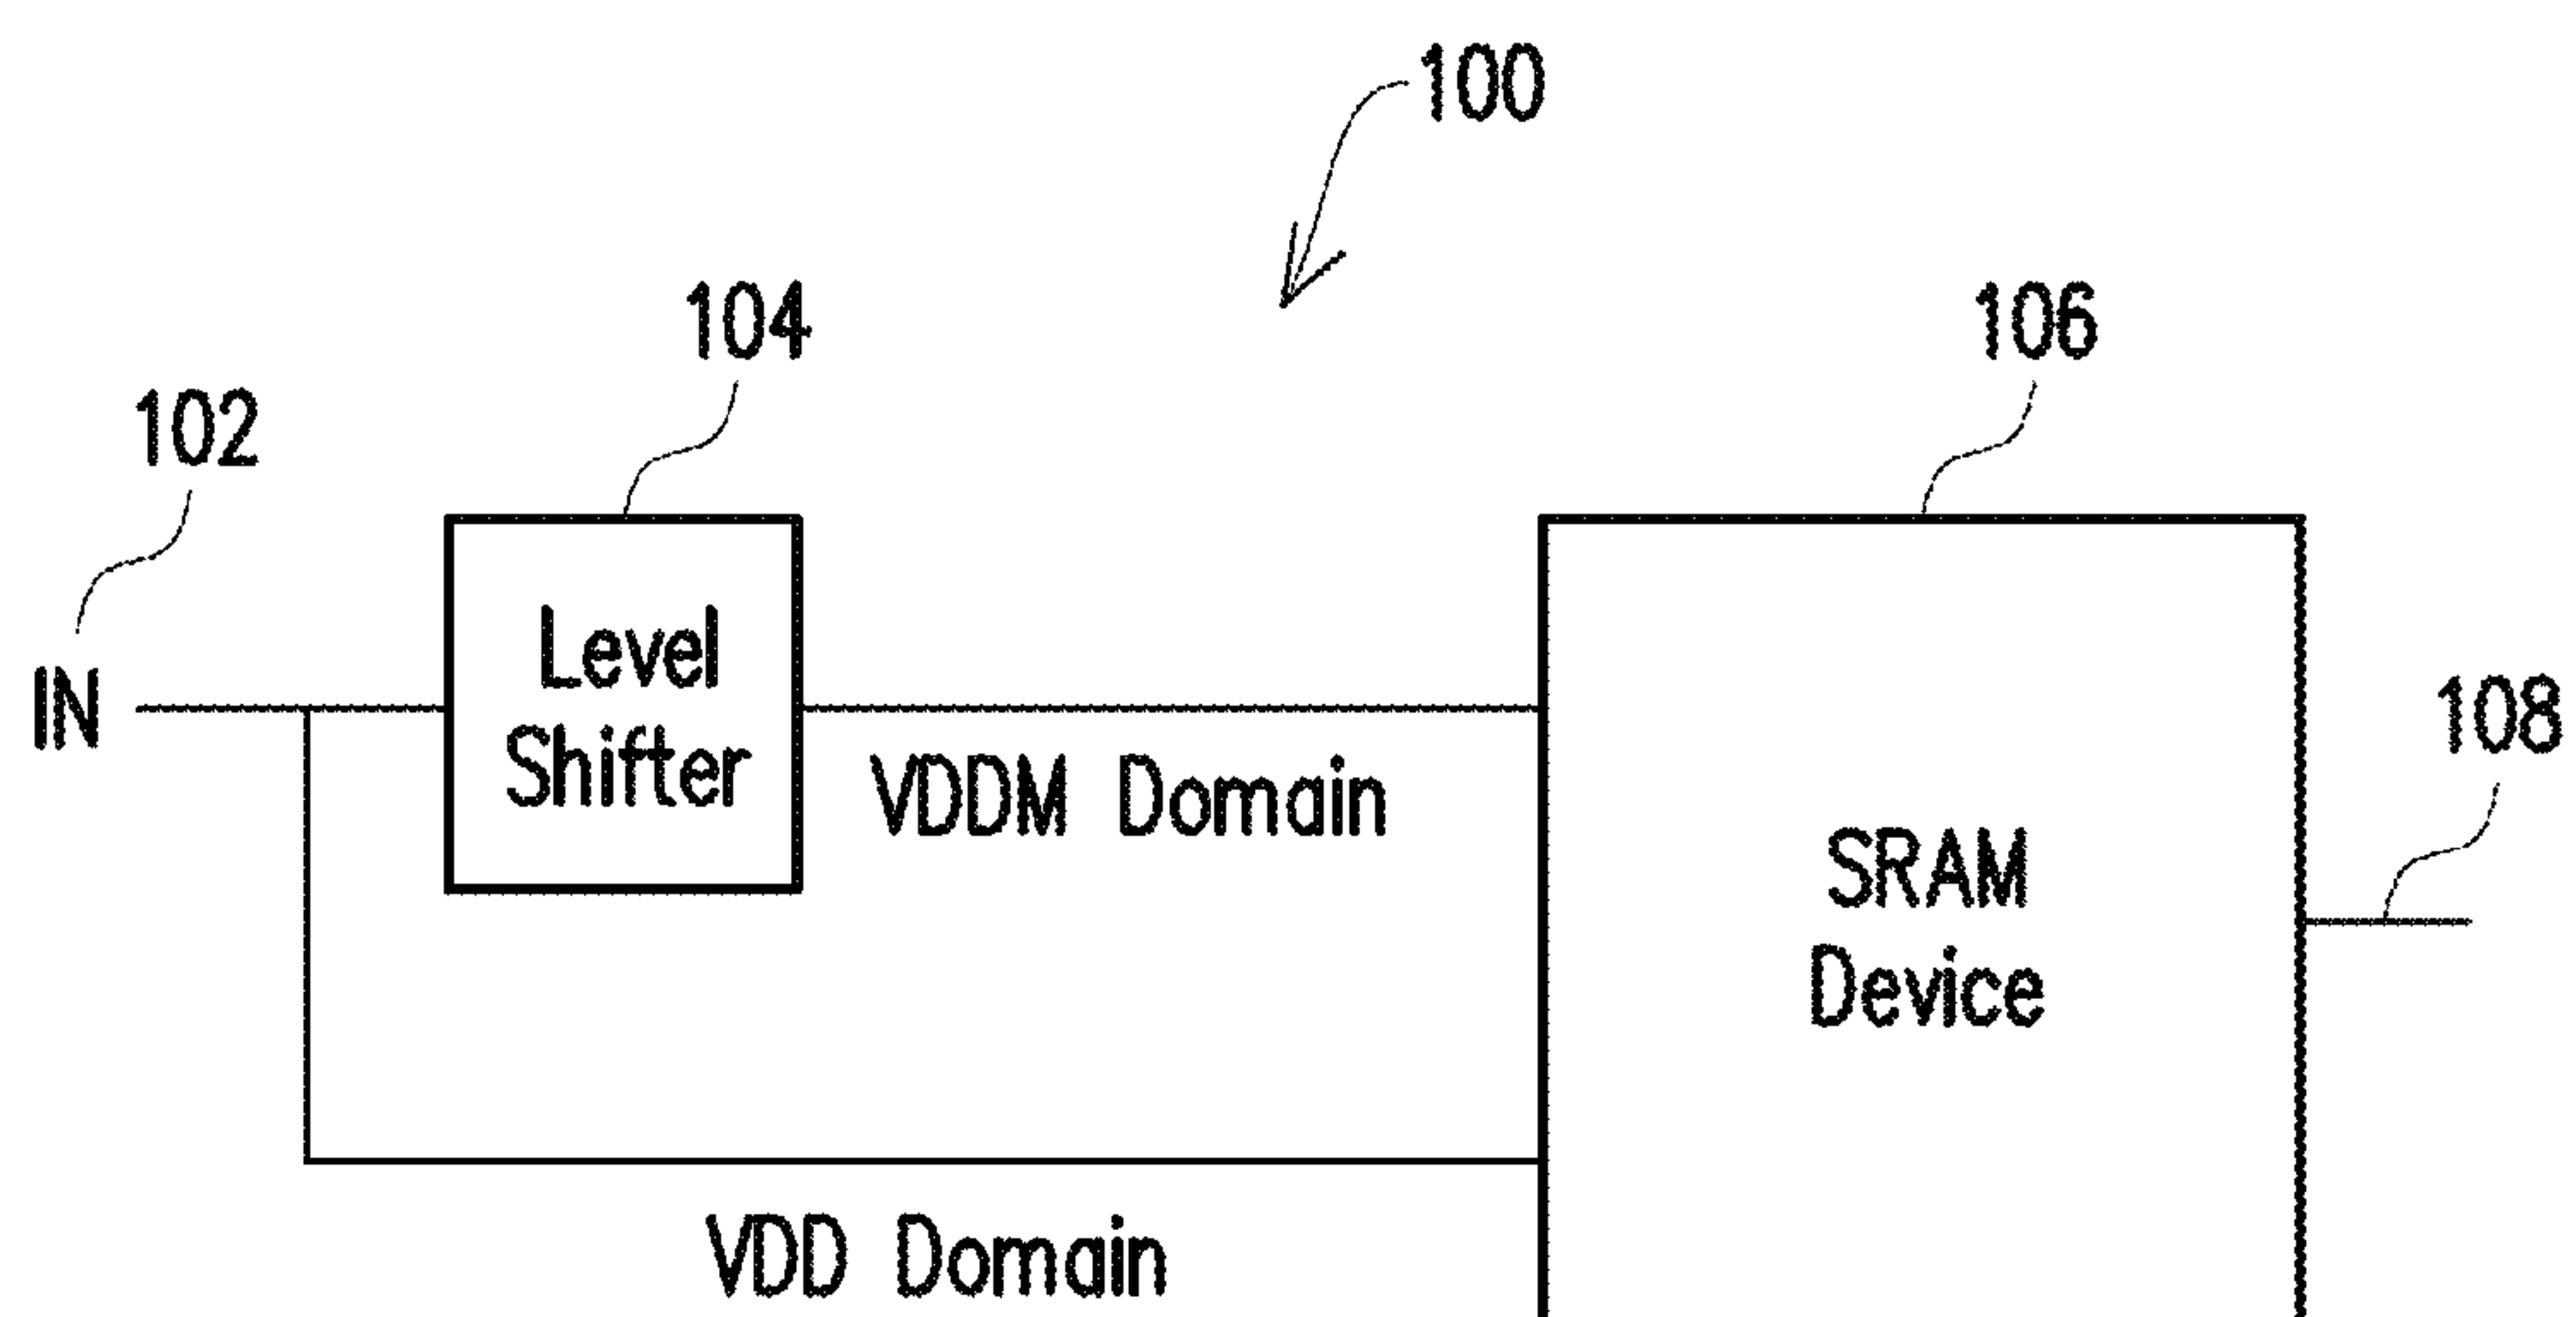 100
104
106
102
Level
Shifter
IN
108
VDDM Domain
SRAM
Device
VDD Domain